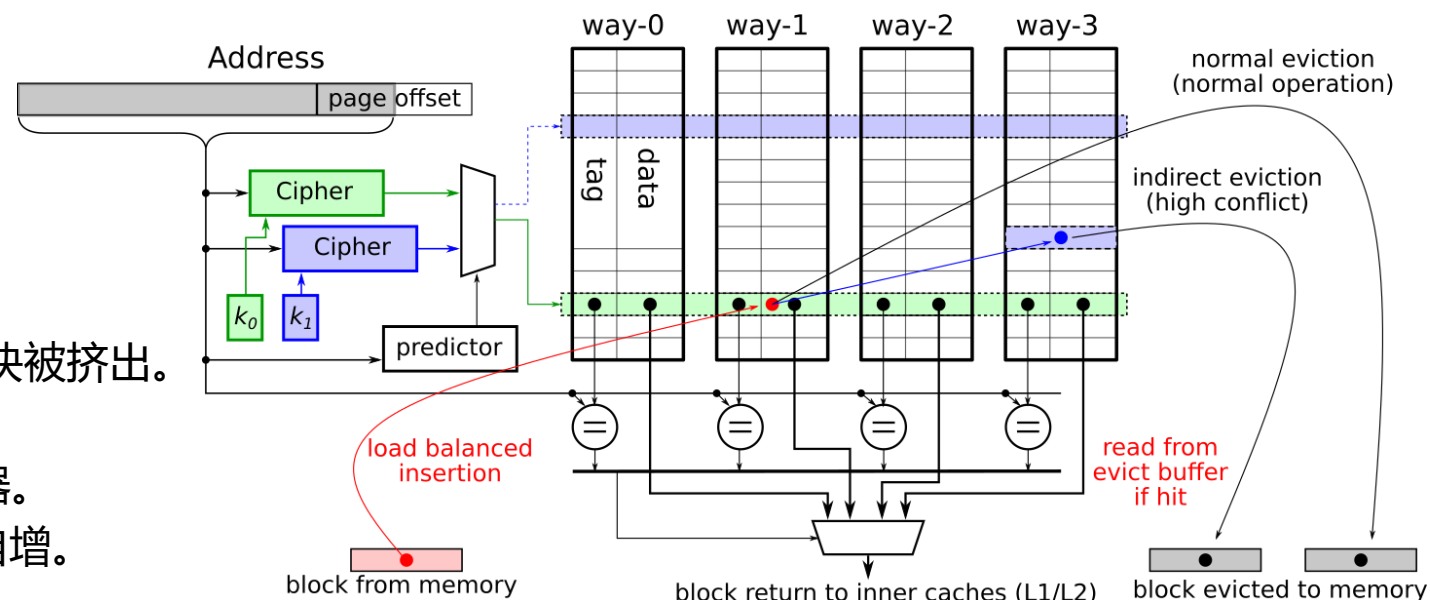 Address
page offset
way-0
way-1
way-2
way-3
normal eviction
(normal operation)
indirect eviction
(high conflict)
tag
data
Cipher
Cipher
k0
k1
predictor
块被挤出。
load balanced
insertion
read from
evict buffer
if hit
器。
自增。
block from memory
block return to inner caches (L1/L2)
block evicted to memory